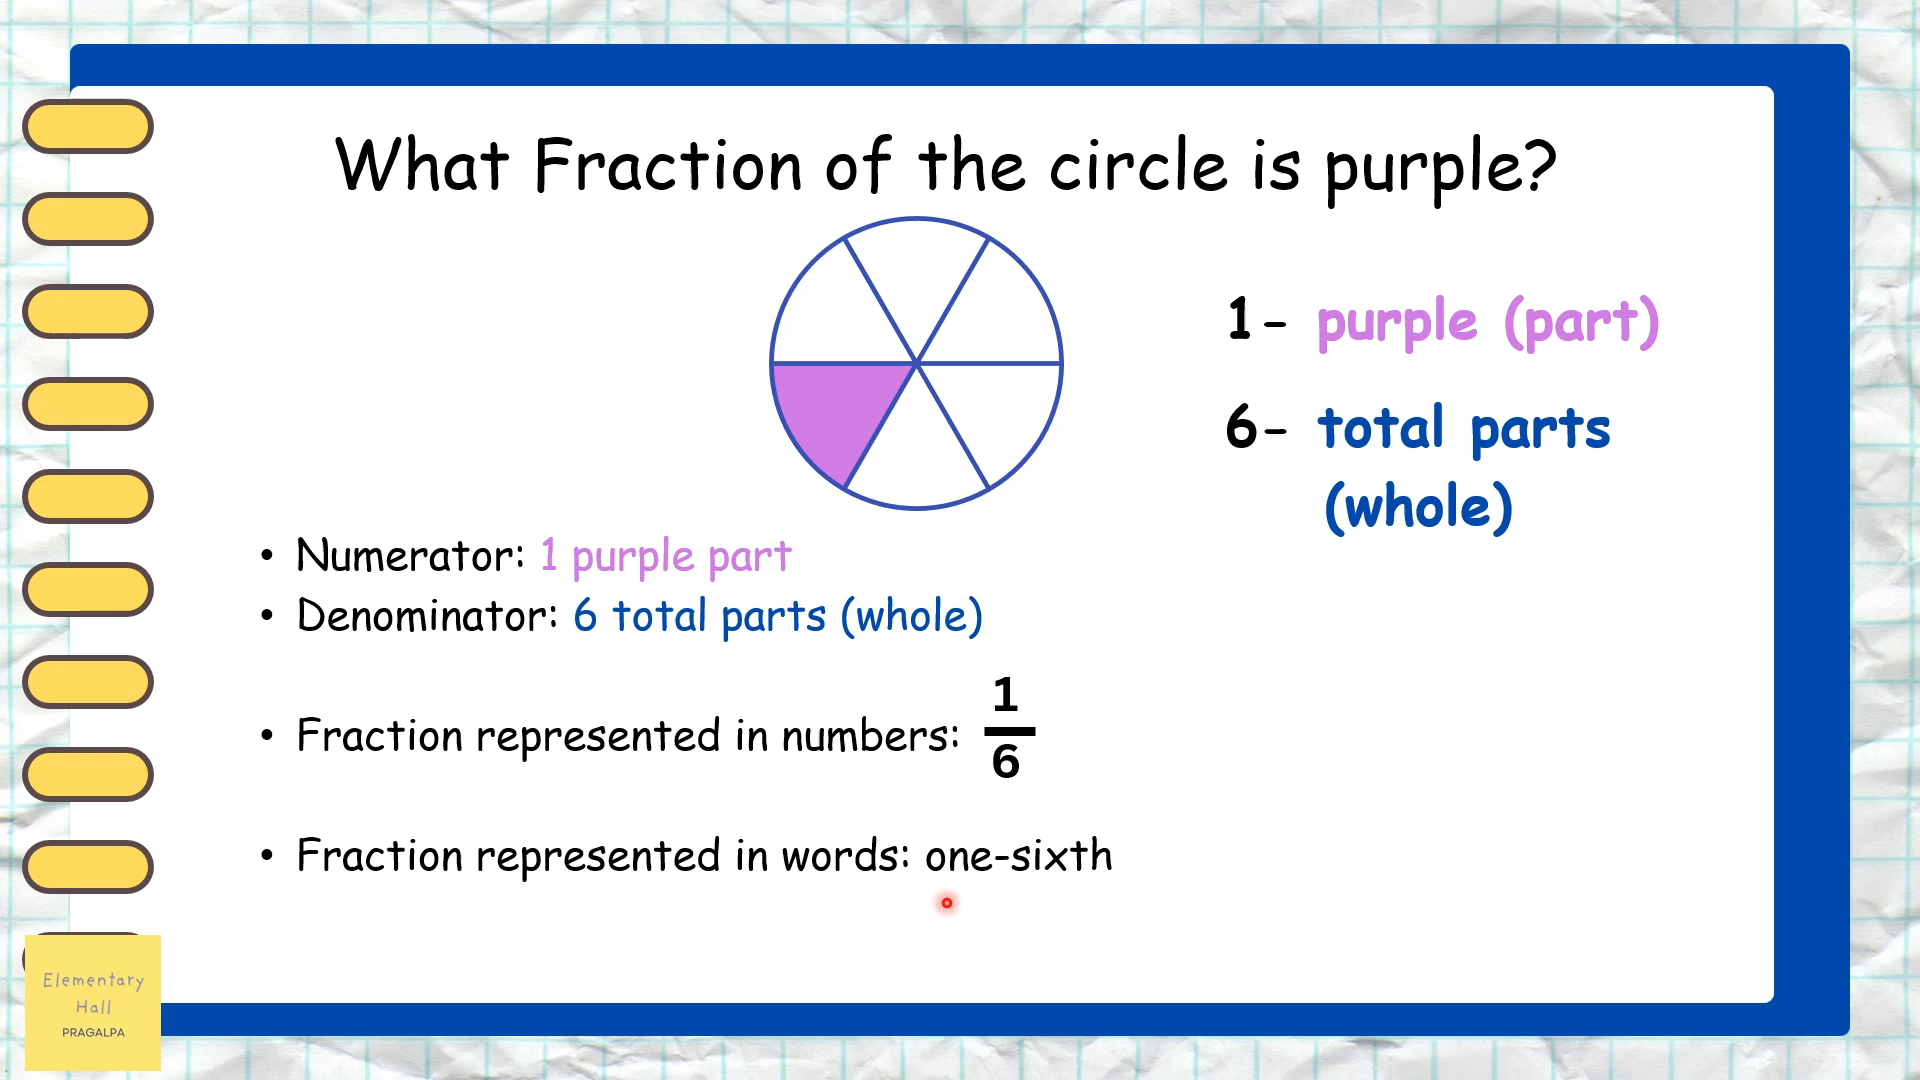 What Fraction of the circle is purple?
1- purple (part)
6- total parts
(whole)
• Numerator: 1 purple part
• Denominator: 6 total parts (whole)
• Fraction represented in numbers: 1/6
• Fraction represented in words: one-sixth
Elementary
Hall
PRAGALPA